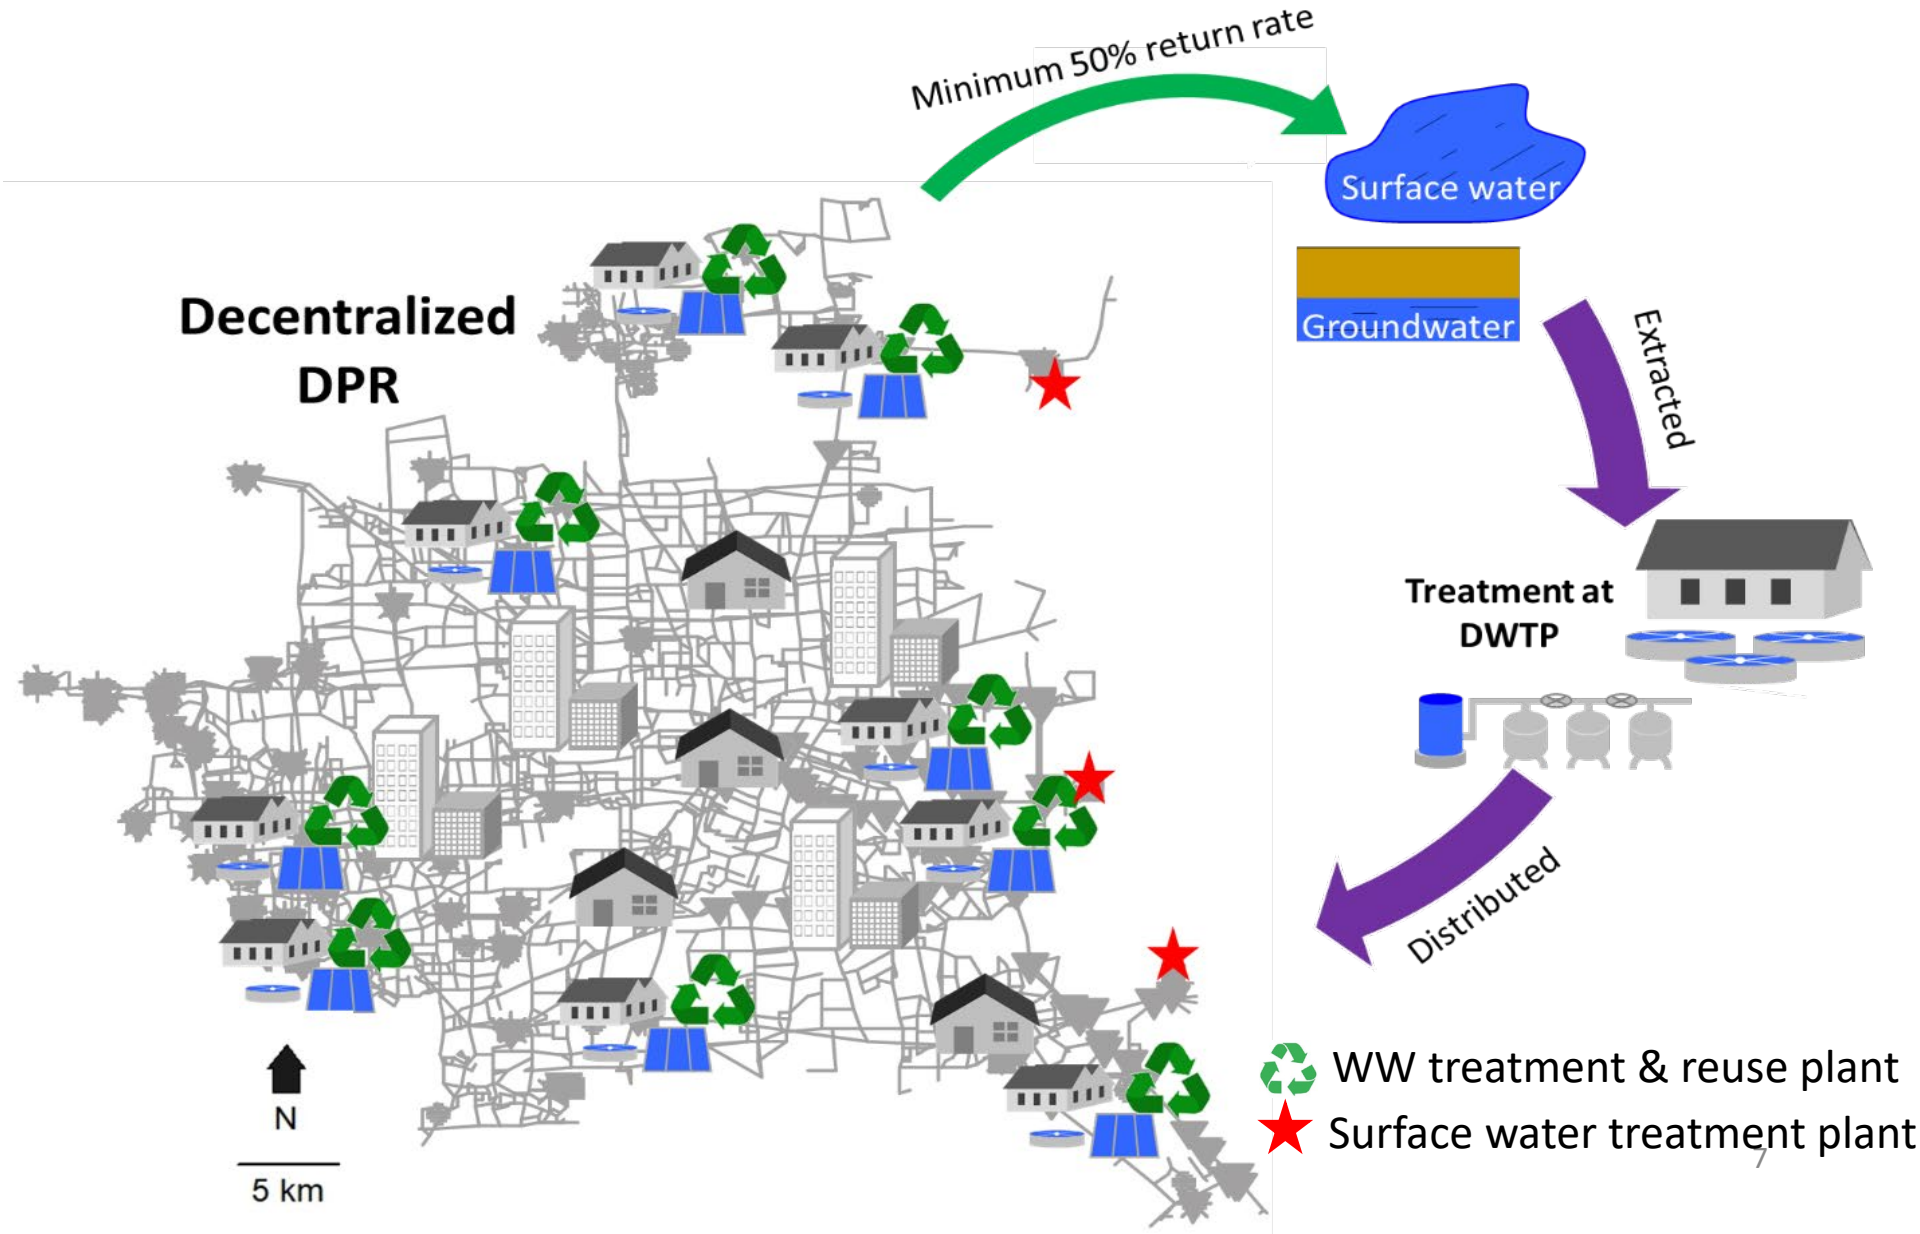 Minimum 50% return rate
Surface water
Groundwater
Decentralized
DPR
Extracted
Treatment at
DWTP
Distributed
WW treatment & reuse plant
Surface water treatment plant
7
N
5 km